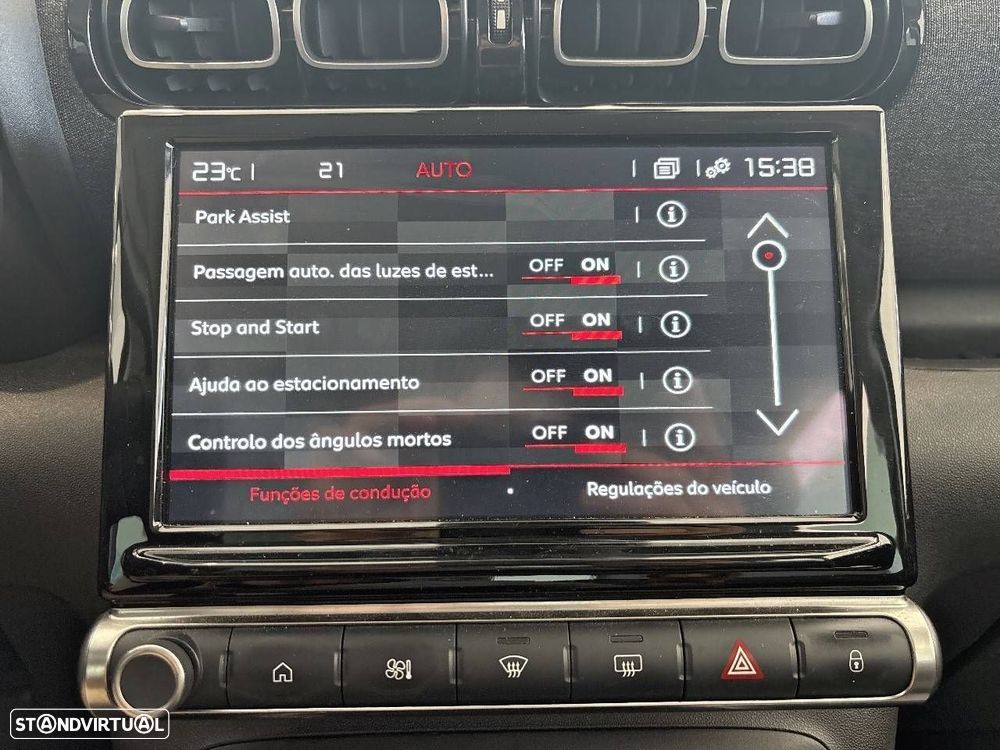 23°C 21 AUTO 15:38
Park Assist
Passagem auto. das luzes de est... OFF ON
Stop and Start OFF ON
Ajuda ao estacionamento OFF ON
Controlo dos ângulos mortos OFF ON
Funções de condução Regulações do veículo
STANDVIRTUAL